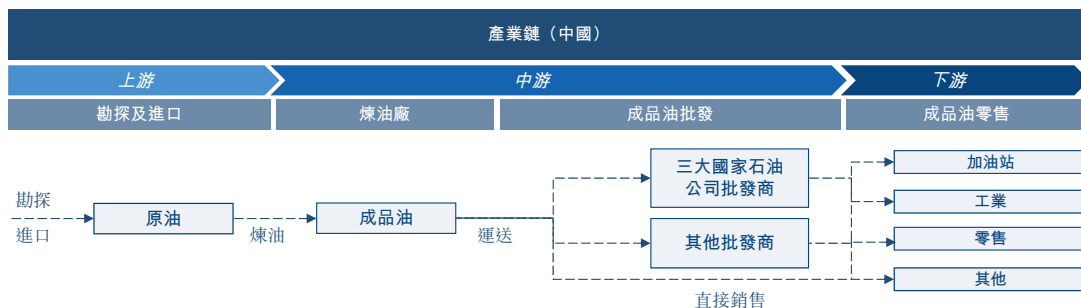 產業鏈（中國）
上游
中游
下游
勘探及進口
煉油廠
成品油批發
成品油零售
勘探
進口
原油
煉油
成品油
運送
三大國家石油
公司批發商
其他批發商
直接銷售
加油站
工業
零售
其他